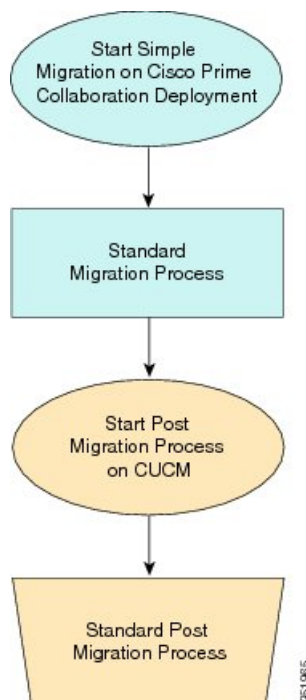 Start Simple
Migration on Cisco Prime
Collaboration Deployment
Standard
Migration Process
Start Post
Migration Process
on CUCM
Standard Post
Migration Process